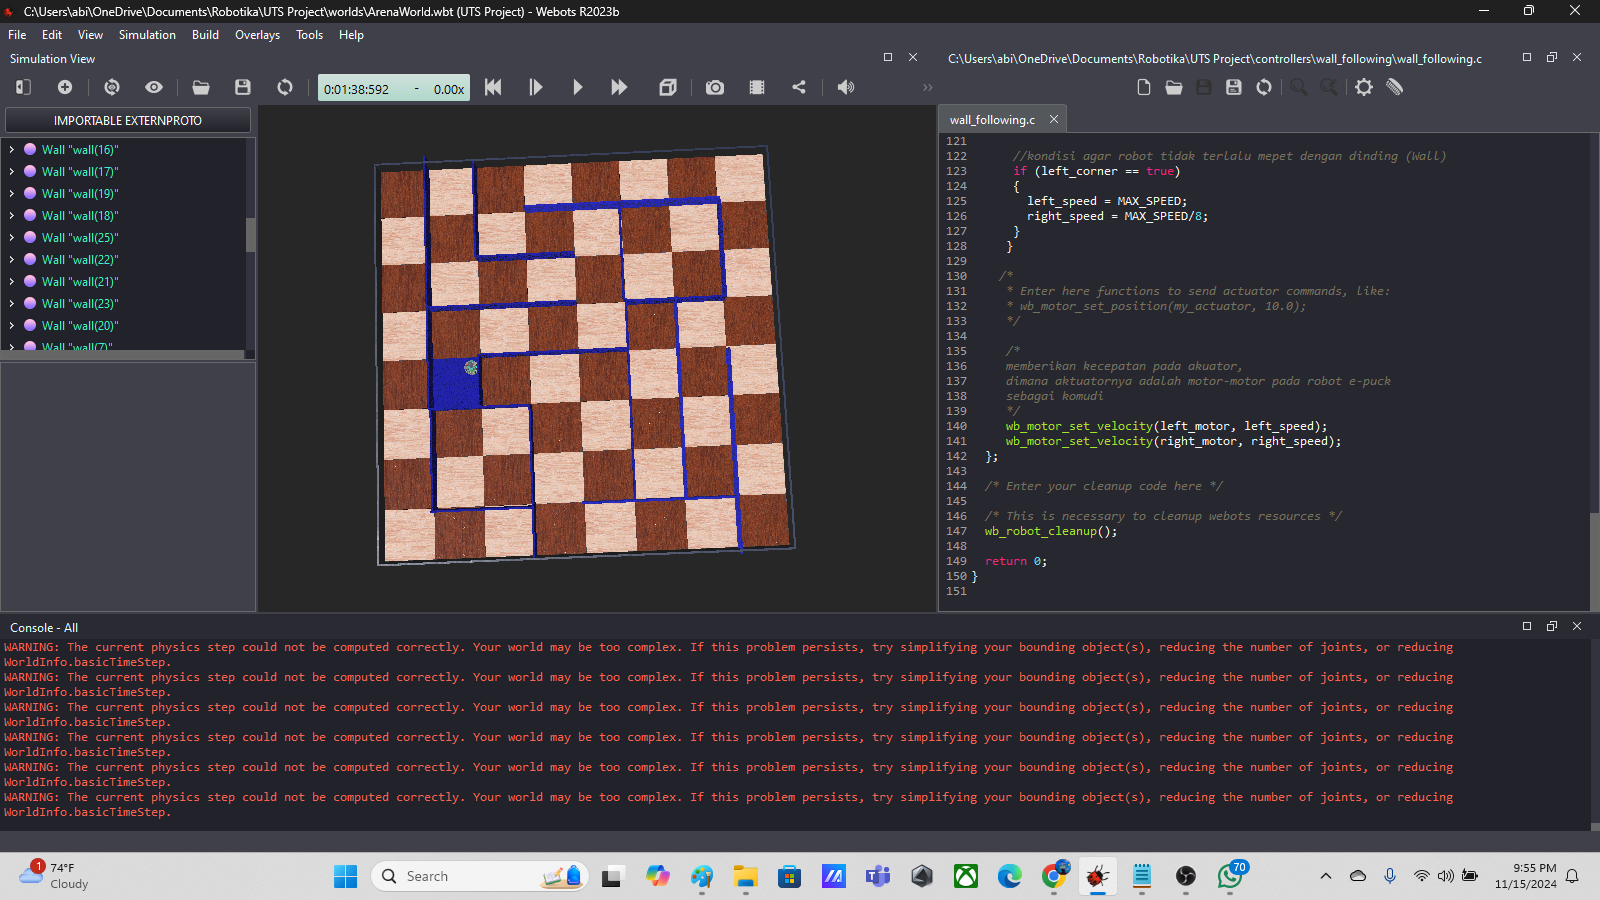 C:\Users\abi\OneDrive\Documents\Robotika\UTS Project\worlds\ArenaWorld.wbt (UTS Project) - Webots R2023b
File Edit View Simulation Build Overlays Tools Help
Simulation View
C:\Users\abi\OneDrive\Documents\Robotika\UTS Project\controllers\wall_following\wall_following.c
0:01:38:592 - 0.00x
IMPORTABLE EXTERNPROTO
Wall "wall(16)"
Wall "wall(17)"
Wall "wall(19)"
Wall "wall(18)"
Wall "wall(25)"
Wall "wall(22)"
Wall "wall(21)"
Wall "wall(23)"
Wall "wall(20)"
Wall "wall(7)"
wall_following.c
121
122 //kondisi agar robot tidak terlalu mepet dengan dinding (Wall)
123 if (left_corner == true)
124 {
125 left_speed = MAX_SPEED;
126 right_speed = MAX_SPEED/8;
127 }
128 }
129
130 /*
131 * Enter here functions to send actuator commands, like:
132 * wb_motor_set_position(my_actuator, 10.0);
133 */
134
135 /*
136 memberikan kecepatan pada akuator,
137 dimana aktuatornya adalah motor-motor pada robot e-puck
138 sebagai komudi
139 */
140 wb_motor_set_velocity(left_motor, left_speed);
141 wb_motor_set_velocity(right_motor, right_speed);
142 };
143
144 /* Enter your cleanup code here */
145
146 /* This is necessary to cleanup webots resources */
147 wb_robot_cleanup();
148
149 return 0;
150 }
151
Console - All
WARNING: The current physics step could not be computed correctly. Your world may be too complex. If this problem persists, try simplifying your bounding object(s), reducing the number of joints, or reducing
WorldInfo.basicTimeStep.
WARNING: The current physics step could not be computed correctly. Your world may be too complex. If this problem persists, try simplifying your bounding object(s), reducing the number of joints, or reducing
WorldInfo.basicTimeStep.
WARNING: The current physics step could not be computed correctly. Your world may be too complex. If this problem persists, try simplifying your bounding object(s), reducing the number of joints, or reducing
WorldInfo.basicTimeStep.
WARNING: The current physics step could not be computed correctly. Your world may be too complex. If this problem persists, try simplifying your bounding object(s), reducing the number of joints, or reducing
WorldInfo.basicTimeStep.
WARNING: The current physics step could not be computed correctly. Your world may be too complex. If this problem persists, try simplifying your bounding object(s), reducing the number of joints, or reducing
WorldInfo.basicTimeStep.
WARNING: The current physics step could not be computed correctly. Your world may be too complex. If this problem persists, try simplifying your bounding object(s), reducing the number of joints, or reducing
WorldInfo.basicTimeStep.
1
74°F
Cloudy
Search
70
9:55 PM
11/15/2024